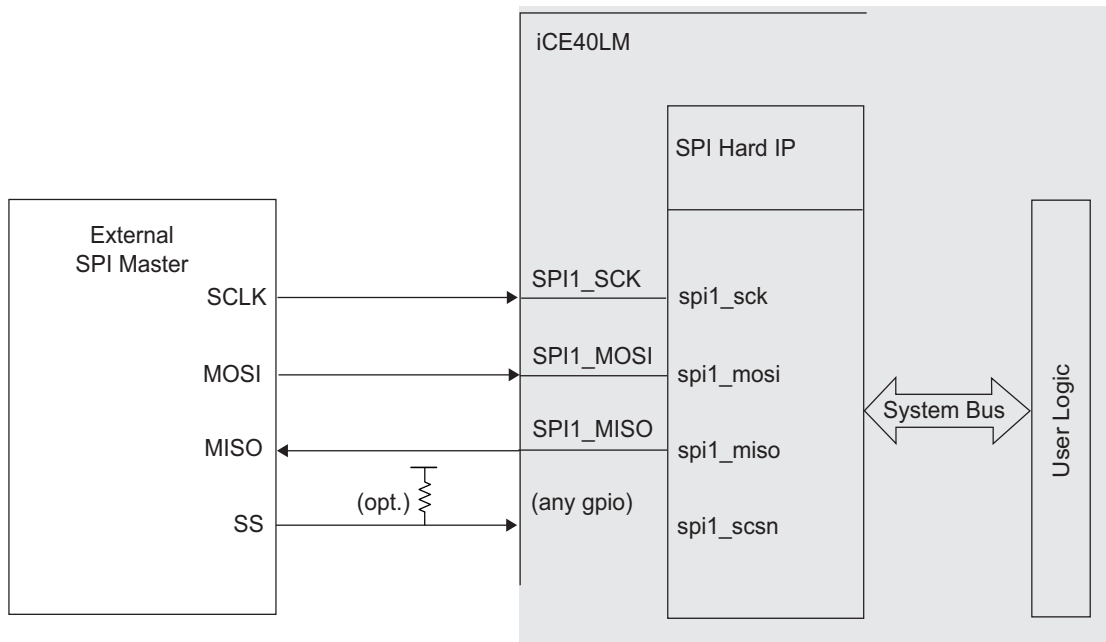 iCE40LM
SPI Hard IP
External
SPI Master
SCLK
SPI1_SCK
spi1_sck
MOSI
SPI1_MOSI
spi1_mosi
System Bus
User Logic
MISO
SPI1_MISO
spi1_miso
(opt.)
(any gpio)
SS
spi1_scsn